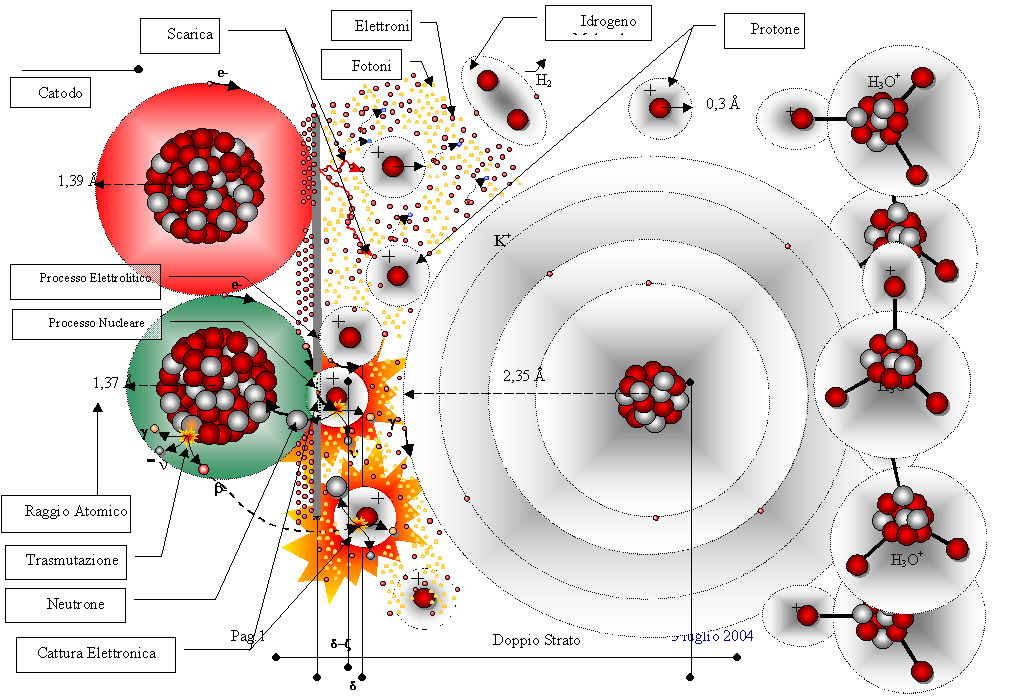 Elettroni
Idrogeno
Scarica
Protone
Fotoni
e-
H2
H3O+
Catodo
+
+
0,3 Å
+
+
1,39 Å
K+
+
+
Processo Elettrolitico
e-
Processo Nucleare
+
1,37 Å
+
2,35 Å
γ
γ
ν
ν
β-
+
Raggio Atomico
H3O+
H3O+
Trasmutazione
+
Neutrone
+
Pag 1
δ-ζ
Doppio Strato
luglio 2004
Cattura Elettronica
δ